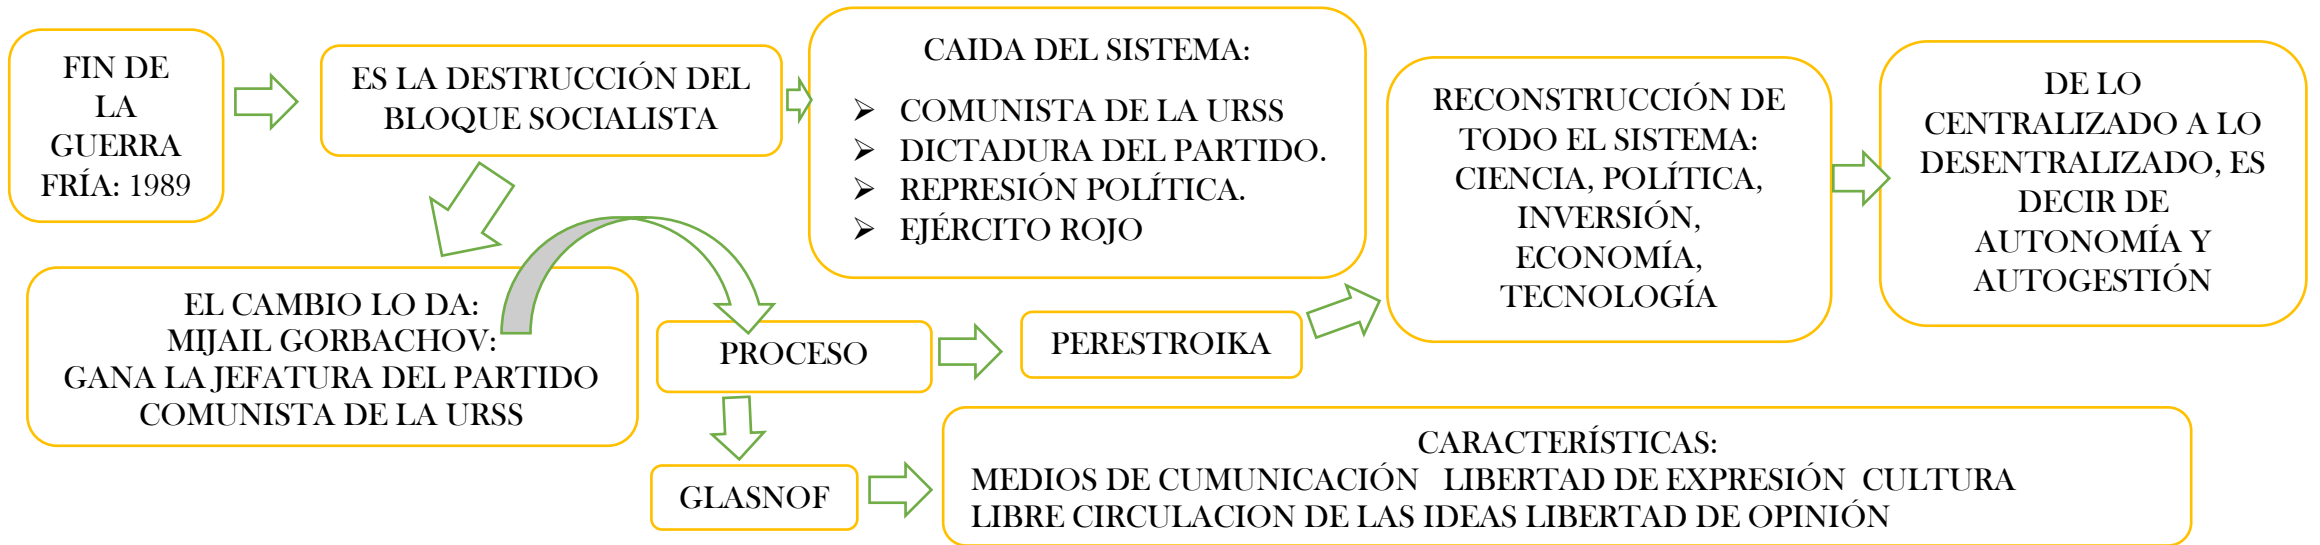 FIN DE
LA
GUERRA
FRÍA: 1989
ES LA DESTRUCCIÓN DEL
BLOQUE SOCIALISTA
CAIDA DEL SISTEMA:
➢ COMUNISTA DE LA URSS
➢ DICTADURA DEL PARTIDO.
➢ REPRESIÓN POLÍTICA.
➢ EJÉRCITO ROJO
RECONSTRUCCIÓN DE
TODO EL SISTEMA:
CIENCIA, POLÍTICA,
INVERSIÓN,
ECONOMÍA,
TECNOLOGÍA
DE LO
CENTRALIZADO A LO
DESENTRALIZADO, ES
DECIR DE
AUTONOMÍA Y
AUTOGESTIÓN
EL CAMBIO LO DA:
MIJAIL GORBACHOV:
GANA LA JEFATURA DEL PARTIDO
COMUNISTA DE LA URSS
PROCESO
PERESTROIKA
GLASNOF
CARACTERÍSTICAS:
MEDIOS DE CUMUNICACIÓN LIBERTAD DE EXPRESIÓN CULTURA
LIBRE CIRCULACION DE LAS IDEAS LIBERTAD DE OPINIÓN